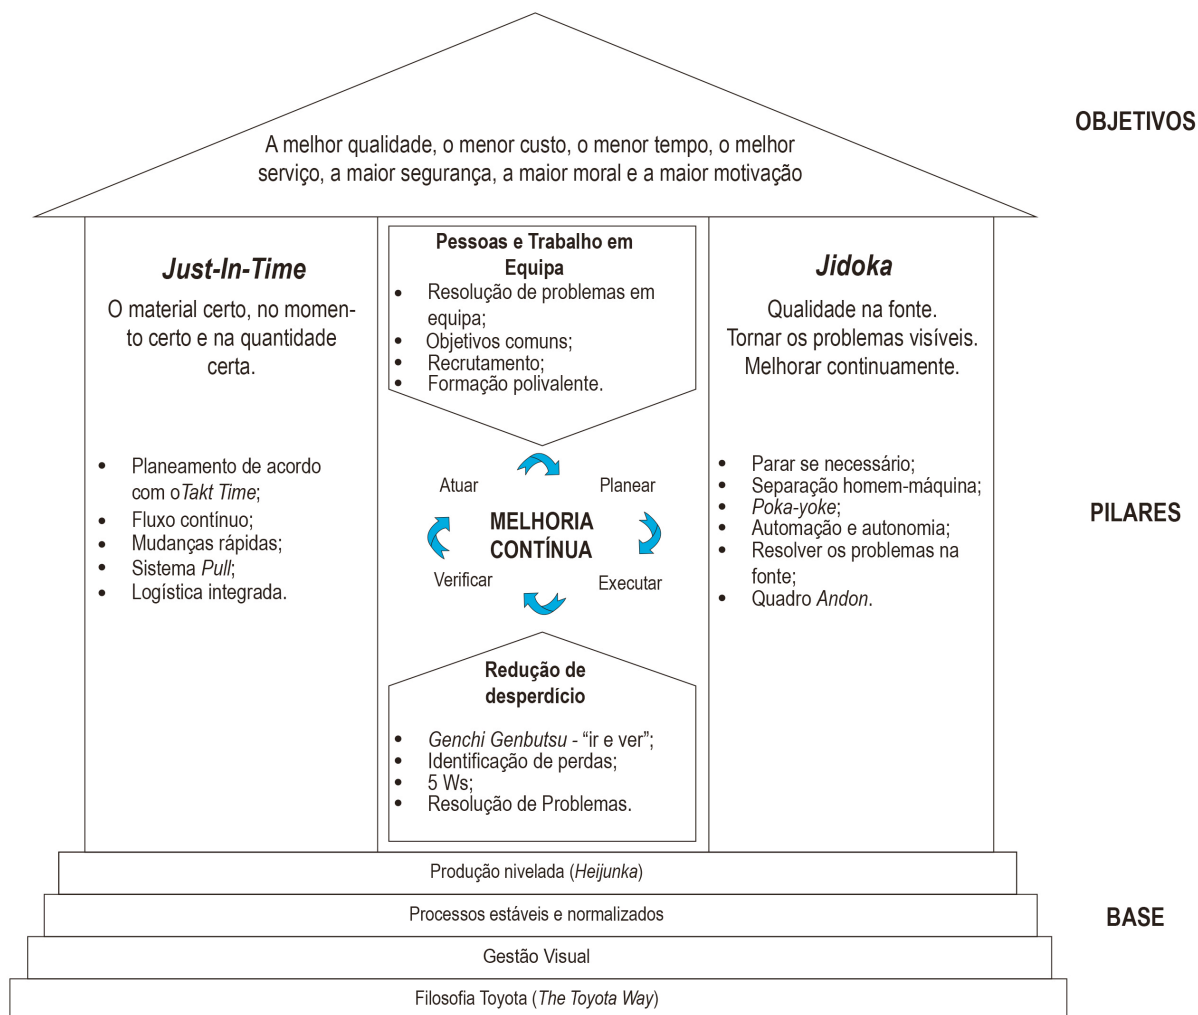 OBJETIVOS
A melhor qualidade, o menor custo, o menor tempo, o melhor
serviço, a maior segurança, a maior moral e a maior motivação
Just-In-Time
O material certo, no momen-
to certo e na quantidade
certa.
• Planeamento de acordo
com oTakt Time;
• Fluxo contínuo;
• Mudanças rápidas;
• Sistema Pull;
• Logística integrada.
Pessoas e Trabalho em
Equipa
• Resolução de problemas em
equipa;
• Objetivos comuns;
• Recrutamento;
• Formação polivalente.
Atuar
Planear
MELHORIA
CONTÍNUA
Verificar
Executar
Redução de
desperdício
• Genchi Genbutsu - “ir e ver”;
• Identificação de perdas;
• 5 Ws;
• Resolução de Problemas.
Jidoka
Qualidade na fonte.
Tornar os problemas visíveis.
Melhorar continuamente.
• Parar se necessário;
• Separação homem-máquina;
• Poka-yoke;
• Automação e autonomia;
• Resolver os problemas na
fonte;
• Quadro Andon.
PILARES
Produção nivelada (Heijunka)
Processos estáveis e normalizados
Gestão Visual
Filosofia Toyota (The Toyota Way)
BASE